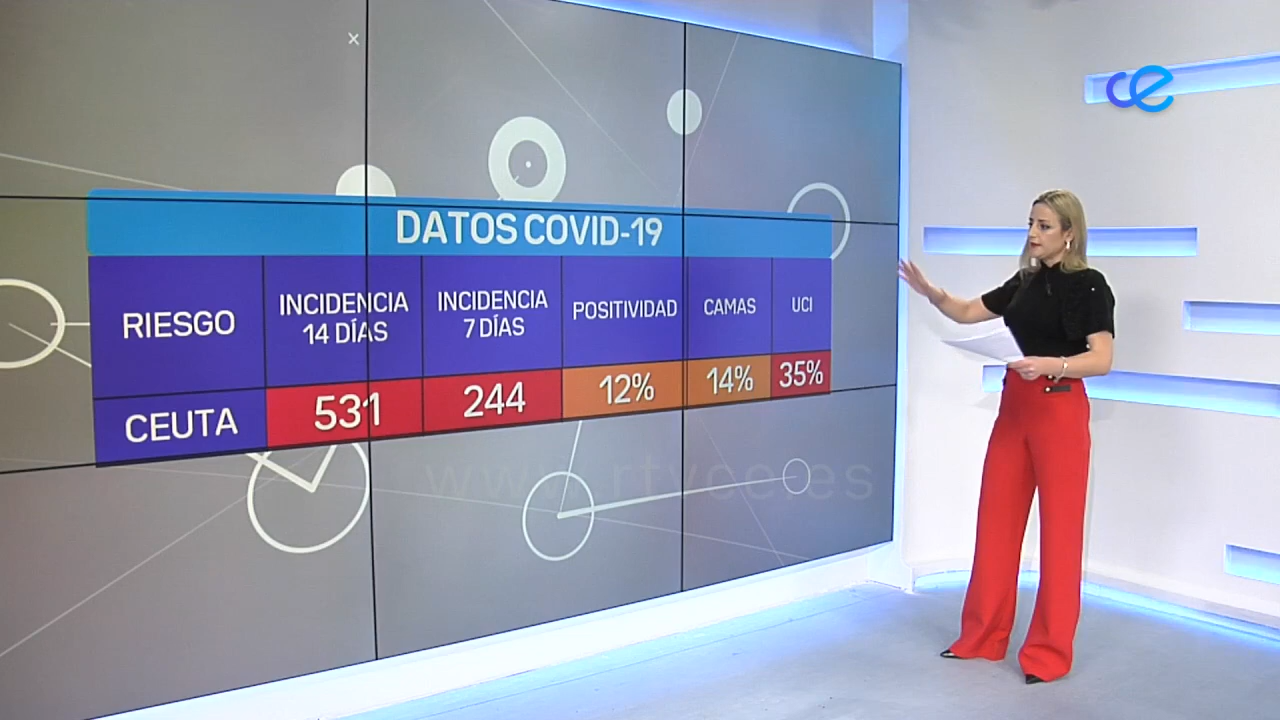 ce
DATOS COVID-19
RIESGO
INCIDENCIA
14 DÍAS
INCIDENCIA
7 DÍAS
POSITIVIDAD
CAMAS
UCI
CEUTA
531
244
12%
14%
35%
www.rtvce.es